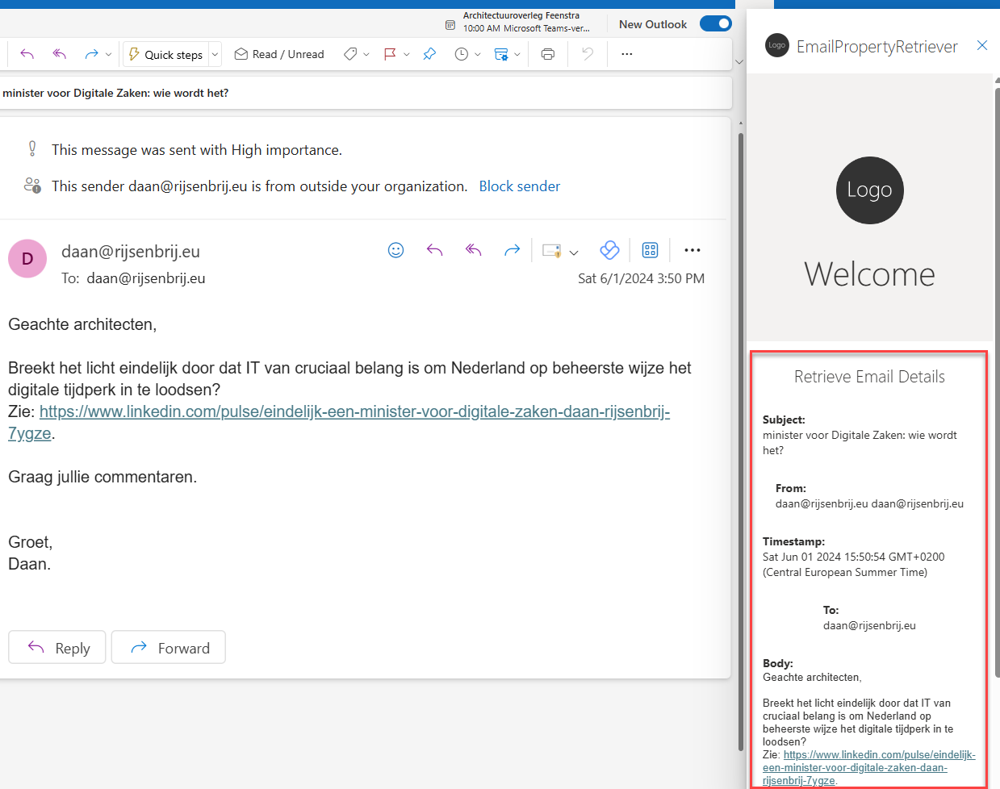 Architectuuroverleg Feenstra
10:00 AM Microsoft Teams-ver...
New Outlook
Quick steps
Read / Unread
minister voor Digitale Zaken: wie wordt het?
This message was sent with High importance.
This sender daan@rijsenbrij.eu is from outside your organization. Block sender
D
daan@rijsenbrij.eu
To: daan@rijsenbrij.eu
Sat 6/1/2024 3:50 PM
Geachte architecten,
Breekt het licht eindelijk door dat IT van cruciaal belang is om Nederland op beheerste wijze het
digitale tijdperk in te loodsen?
Zie: https://www.linkedin.com/pulse/eindelijk-een-minister-voor-digitale-zaken-daan-rijsenbrij-
7ygze.
Graag jullie commentaren.
Groet,
Daan.
Reply
Forward
Logo
EmailPropertyRetriever
Logo
Welcome
Retrieve Email Details
Subject:
minister voor Digitale Zaken: wie wordt
het?
From:
daan@rijsenbrij.eu daan@rijsenbrij.eu
Timestamp:
Sat Jun 01 2024 15:50:54 GMT+0200
(Central European Summer Time)
To:
daan@rijsenbrij.eu
Body:
Geachte architecten,
Breekt het licht eindelijk door dat IT van
cruciaal belang is om Nederland op
beheerste wijze het digitale tijdperk in te
loodsen?
Zie: https://www.linkedin.com/pulse/eindelijk-
een-minister-voor-digitale-zaken-daan-
rijsenbrij-7ygze.